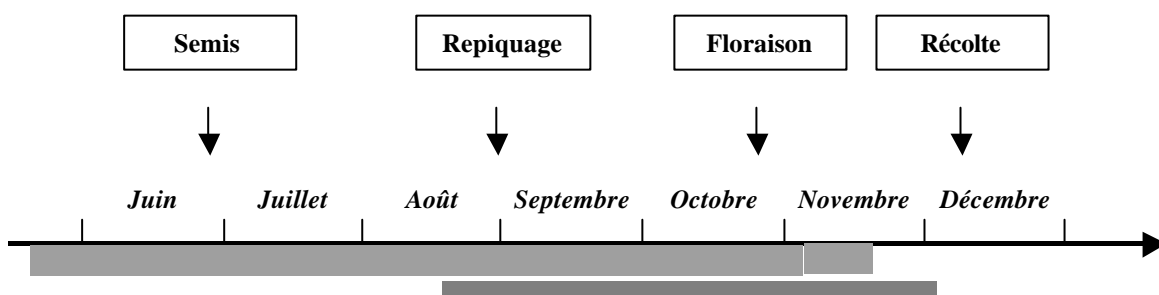 Semis Repiquage Floraison Récolte
Juin Juillet Août Septembre Octobre Novembre Décembre